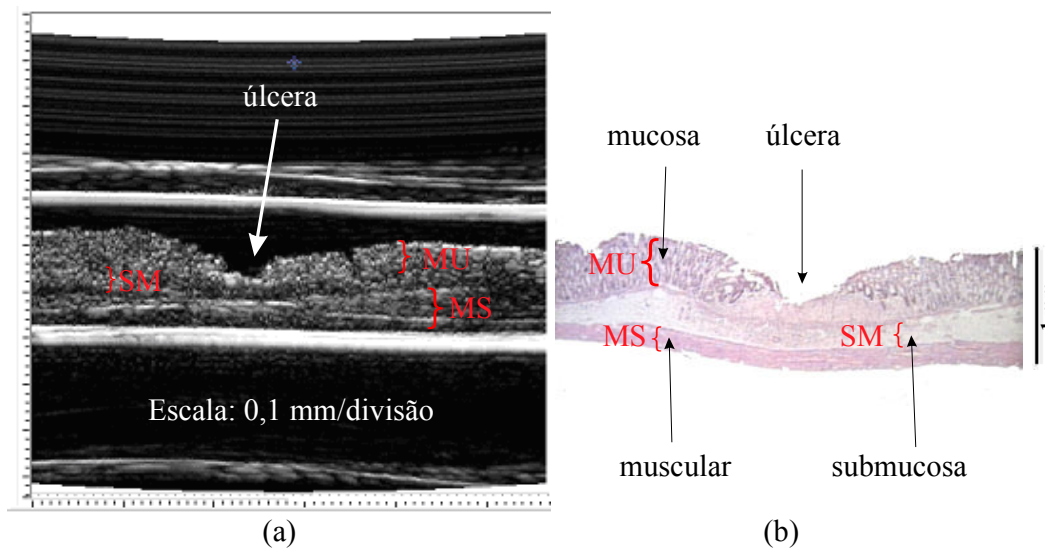 úlcera
MU
SM
MS
Escala: 0,1 mm/divisão
(a)
mucosa
úlcera
MU
MS
SM
muscular
submucosa
(b)